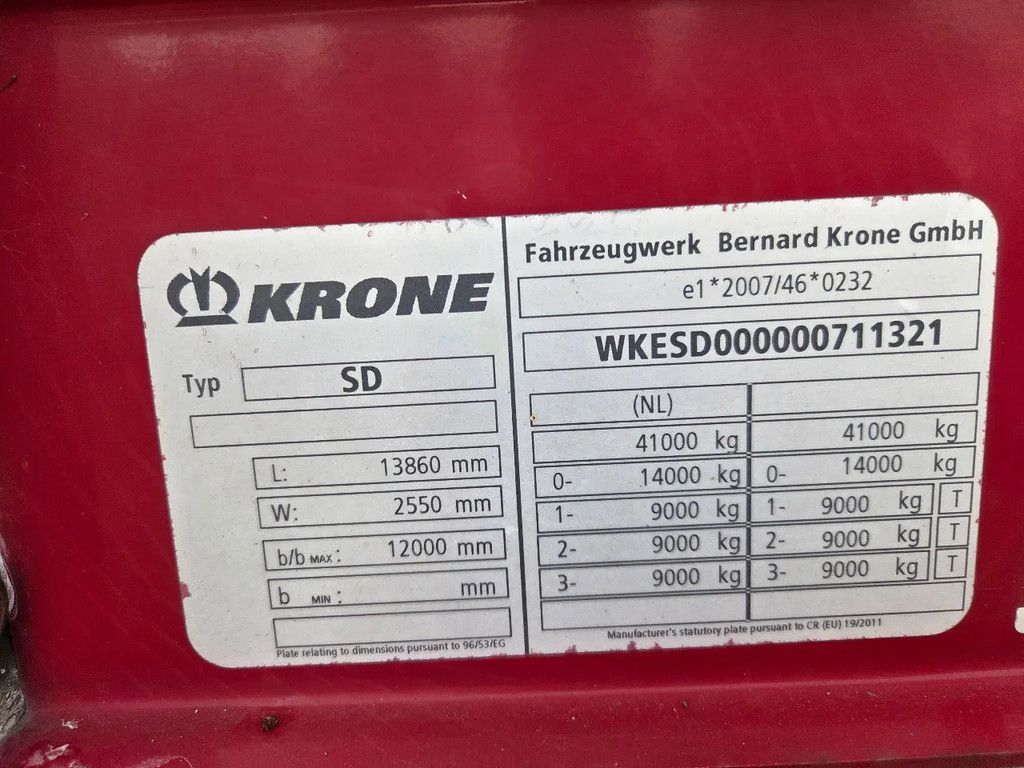 KRONE
Typ SD
L: 13860 mm
W: 2550 mm
b/b MAX : 12000 mm
b MIN : mm
Plate relating to dimensions pursuant to 96/53/EG
Fahrzeugwerk Bernard Krone GmbH
e1*2007/46*0232
WKESD000000711321
(NL)
41000 kg 41000 kg
0- 14000 kg 0- 14000 kg
1- 9000 kg 1- 9000 kg T
2- 9000 kg 2- 9000 kg T
3- 9000 kg 3- 9000 kg T
Manufacturer's statutory plate pursuant to CR (EU) 19/2011